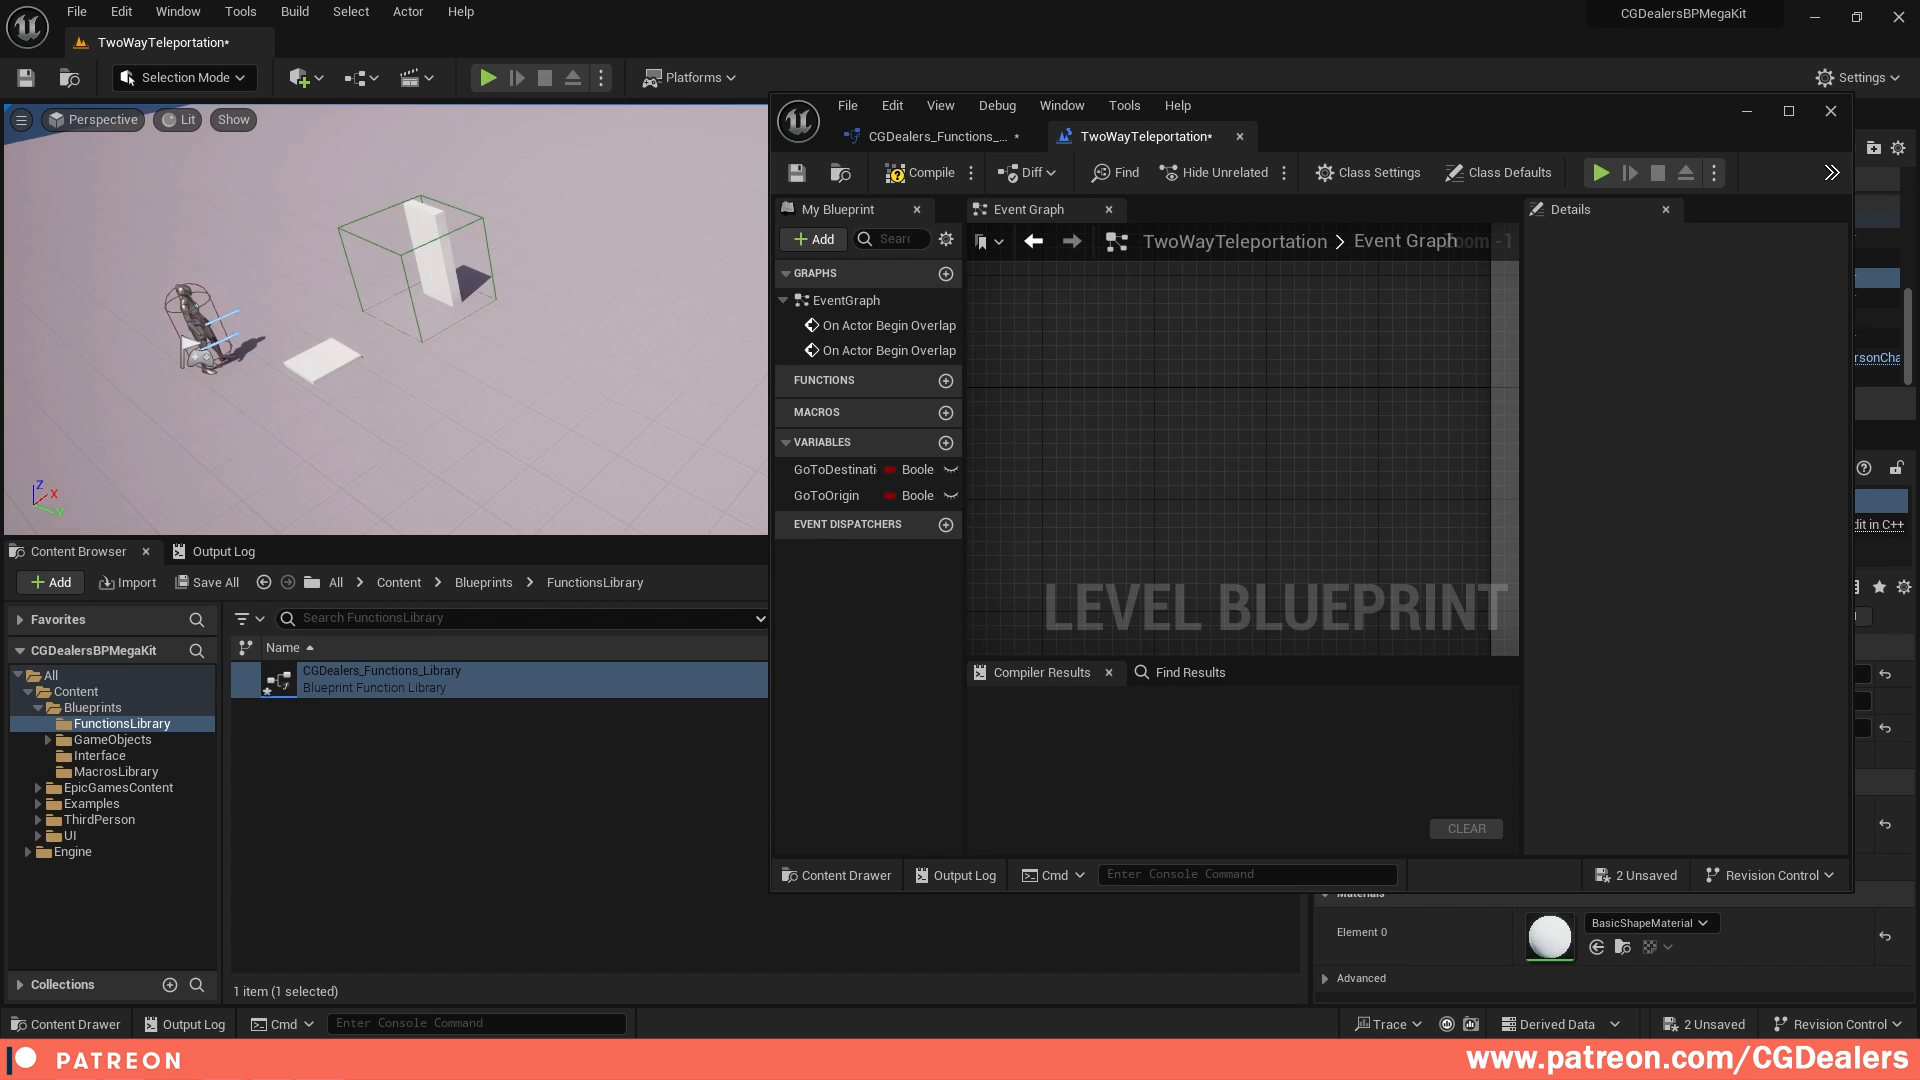 File Edit Window Tools Build Select Actor Help
CGDealersBPMegaKit
TwoWayTeleportation*
Selection Mode
Platforms
Settings
Perspective
Lit
Show
Z
X
Y
File Edit View Debug Window Tools Help
CGDealers_Functions_... *
TwoWayTeleportation*
Compile
Diff
Find
Hide Unrelated
Class Settings
Class Defaults
My Blueprint
Event Graph
Details
Add
TwoWayTeleportation
Event Graph
GRAPHS
EventGraph
On Actor Begin Overlap
On Actor Begin Overlap
FUNCTIONS
MACROS
VARIABLES
GoToDestinati Boole
GoToOrigin Boole
EVENT DISPATCHERS
LEVEL BLUEPRINT
Compiler Results
Find Results
CLEAR
Content Drawer
Output Log
Cmd
Enter Console Command
2 Unsaved
Revision Control
rsonCha
dit in C++
Content Browser
Output Log
Add
Import
Save All
All
Content
Blueprints
FunctionsLibrary
Favorites
Search FunctionsLibrary
CGDealersBPMegaKit
Name
All
Content
Blueprints
FunctionsLibrary
GameObjects
Interface
MacrosLibrary
EpicGamesContent
Examples
ThirdPerson
UI
Engine
CGDealers_Functions_Library
Blueprint Function Library
Collections
1 item (1 selected)
Element 0
BasicShapeMaterial
Advanced
Content Drawer
Output Log
Cmd
Enter Console Command
Trace
Derived Data
2 Unsaved
Revision Control
PATREON
www.patreon.com/CGDealers